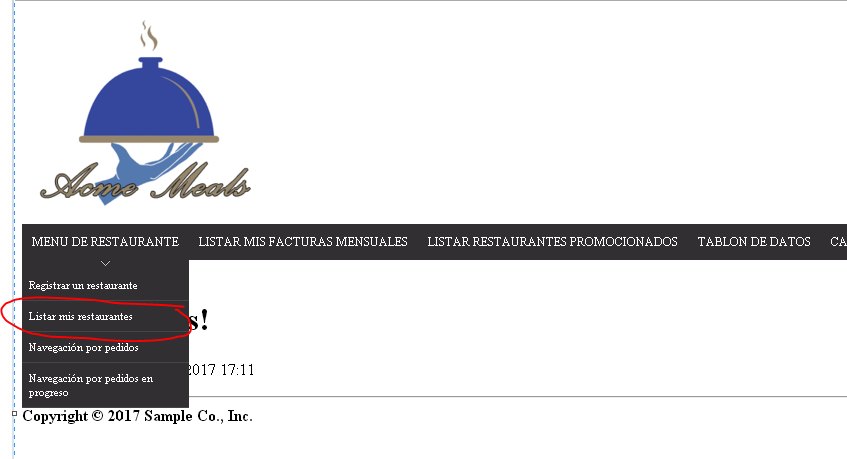 Acme Meals
MENU DE RESTAURANTE LISTAR MIS FACTURAS MENSUALES LISTAR RESTAURANTES PROMOCIONADOS TABLON DE DATOS CA
Registrar un restaurante
Listar mis restaurantes
s!
Navegación por pedidos
2017 17:11
Navegación por pedidos en
progreso
Copyright © 2017 Sample Co., Inc.